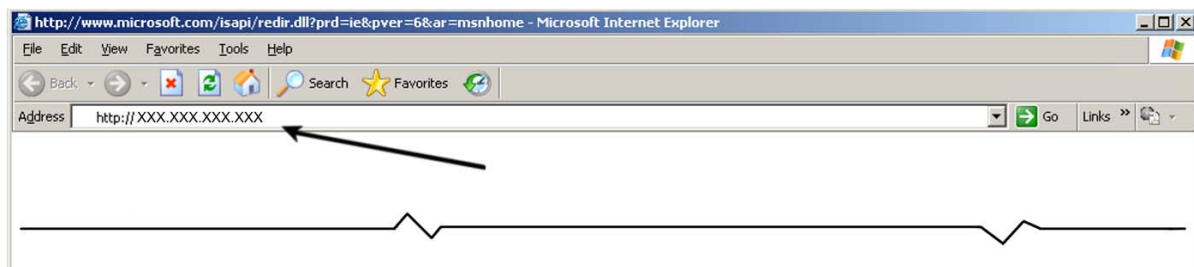 http://www.microsoft.com/isapi/redir.dll?prd=ie&pver=6&ar=msnhome - Microsoft Internet Explorer
File Edit View Favorites Tools Help
Back Search Favorites
Address http://XXX.XXX.XXX.XXX Go Links »